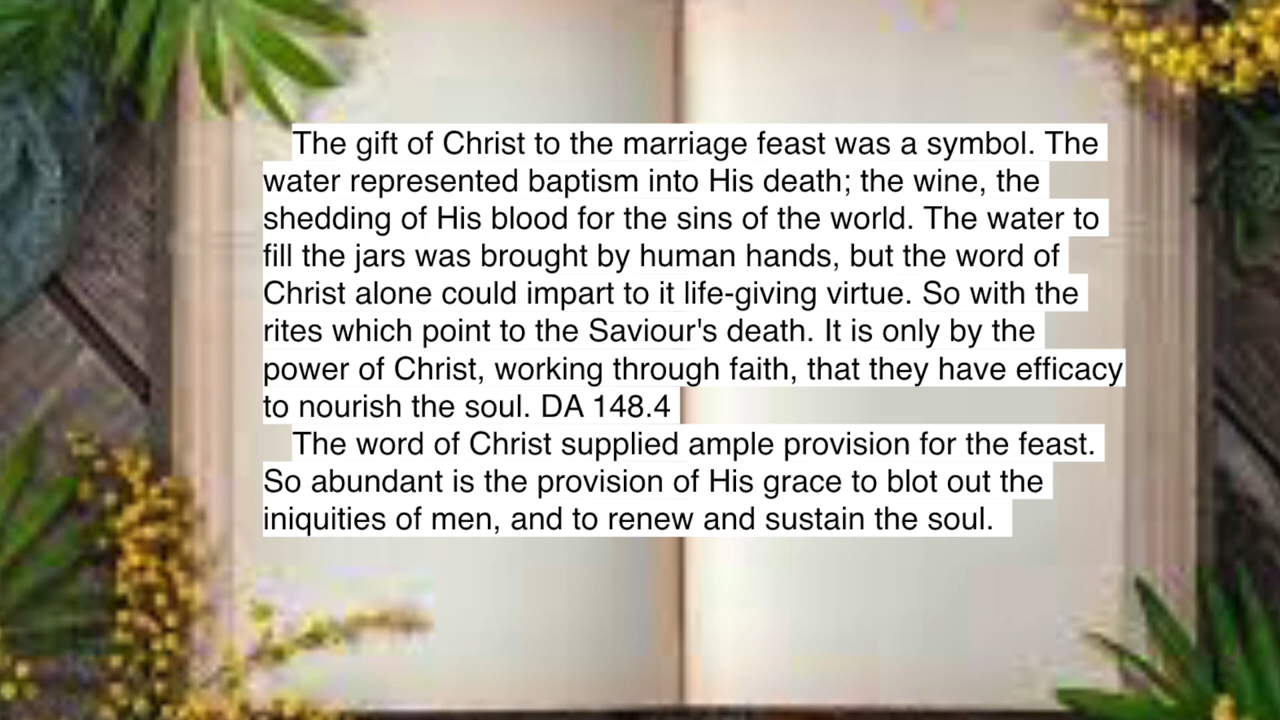 The gift of Christ to the marriage feast was a symbol. The
water represented baptism into His death; the wine, the
shedding of His blood for the sins of the world. The water to
fill the jars was brought by human hands, but the word of
Christ alone could impart to it life-giving virtue. So with the
rites which point to the Saviour's death. It is only by the
power of Christ, working through faith, that they have efficacy
to nourish the soul. DA 148.4
The word of Christ supplied ample provision for the feast.
So abundant is the provision of His grace to blot out the
iniquities of men, and to renew and sustain the soul.